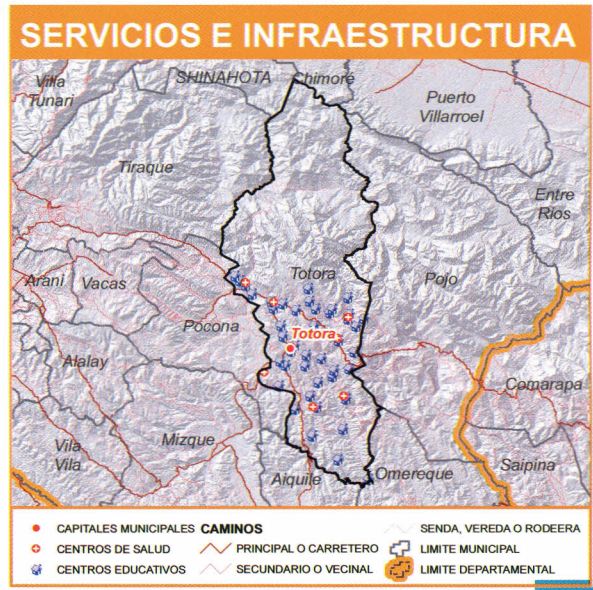 SERVICIOS E INFRAESTRUCTURA
Villa
Tunari
SHINAHOTA
Chimoré
Puerto
Villarroel
Tiraque
Entre
Rios
Totora
Pojo
Arani
Vacas
Pocona
Totora
Alalay
Comarapa
Mizque
Vila
Vila
Aiquile
Omereque
Saipina
CAPITALES MUNICIPALES
CENTROS DE SALUD
CENTROS EDUCATIVOS
CAMINOS
PRINCIPAL O CARRETERO
SECUNDARIO O VECINAL
SENDA, VEREDA O RODEERA
LIMITE MUNICIPAL
LIMITE DEPARTAMENTAL